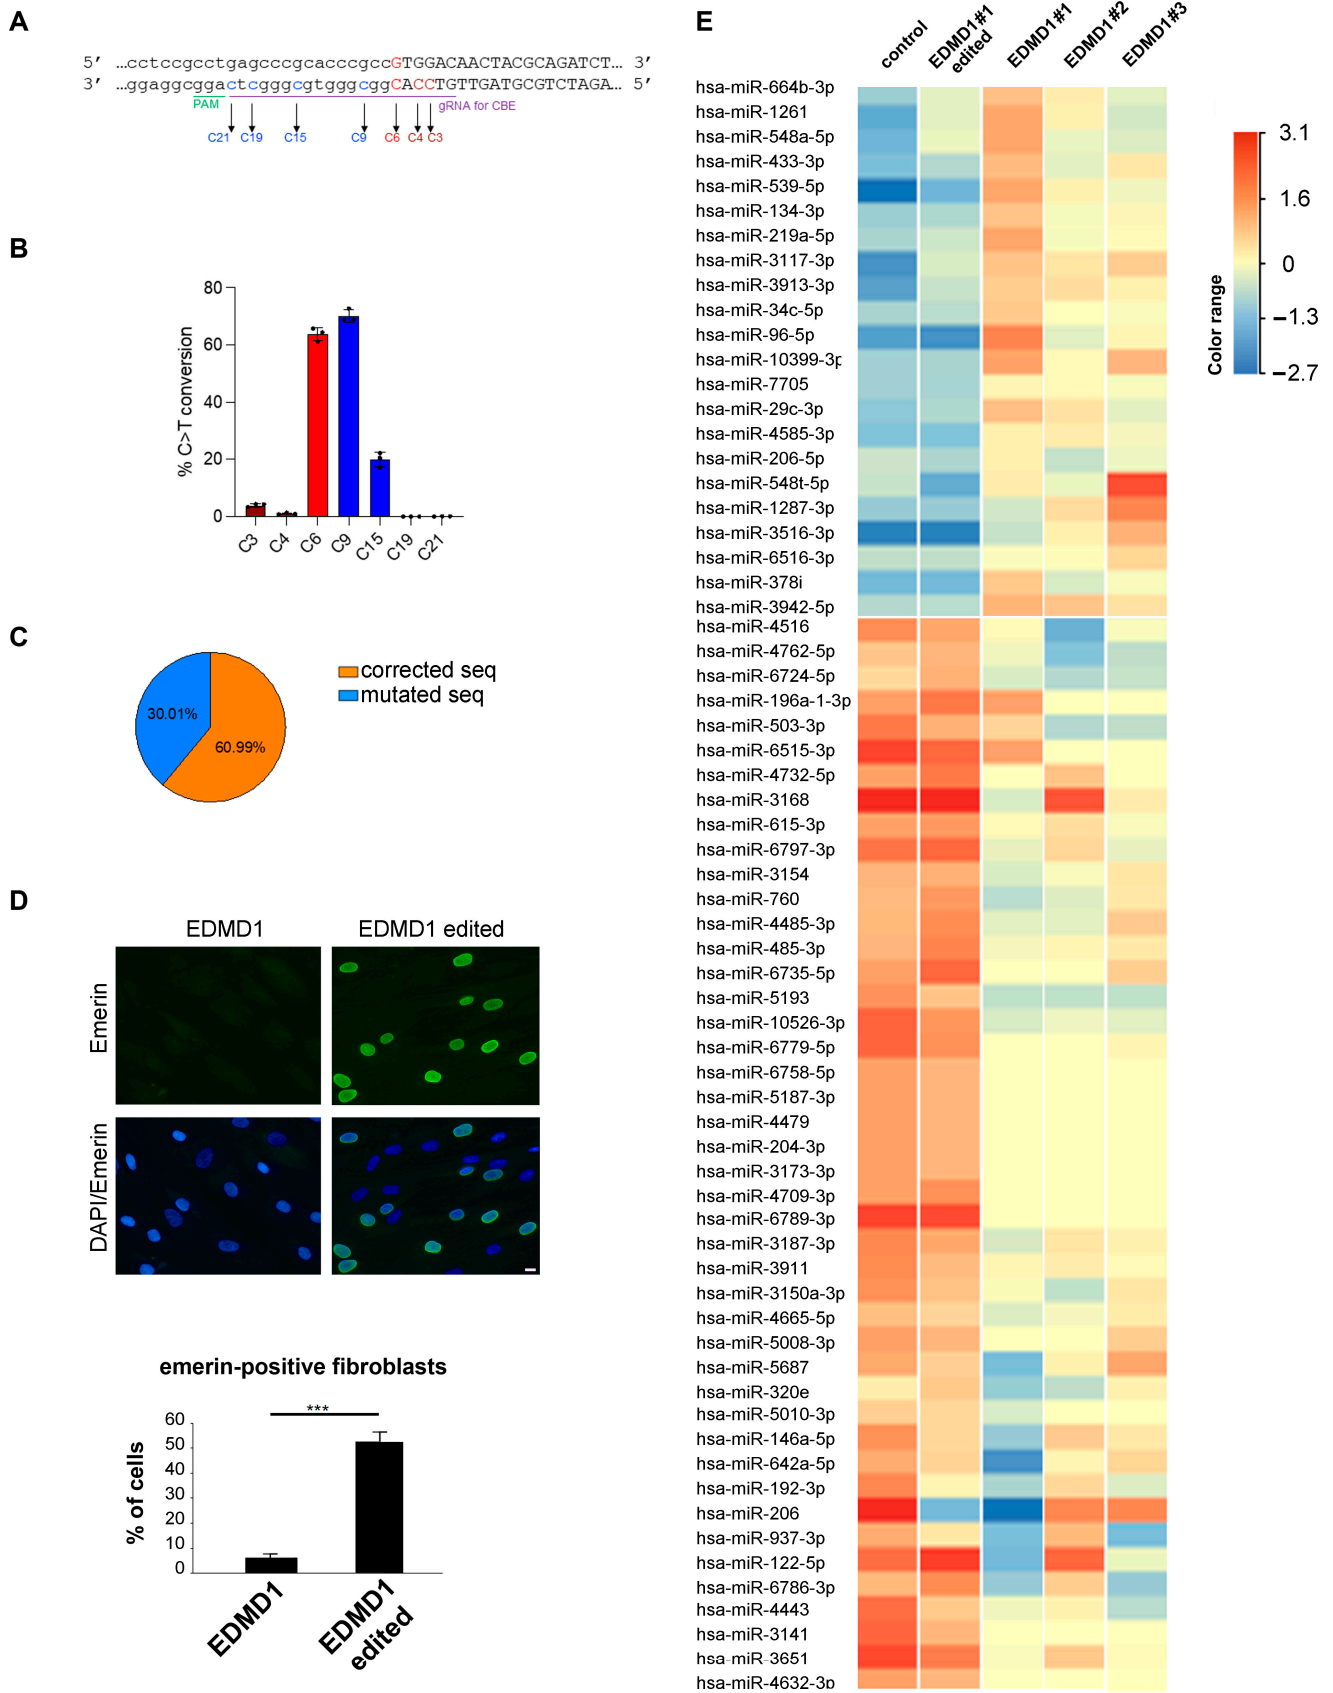 A
5′ …cctccgcctgagcccgcacccgccGTGGACAACTACGCAGATCT… 3′
3′ …ggaggcggactcgggcgtgggcggCACCTGTTGATGCGTCTAGA… 5′
PAM
gRNA for CBE
C21 C19 C15 C9 C6 C4 C3
B
% C>T conversion
80
60
40
20
0
C3 C4 C6 C9 C15 C19 C21
C
30.01%
60.99%
corrected seq
mutated seq
D
EDMD1 EDMD1 edited
Emerin
DAPI/Emerin
emerin-positive fibroblasts
***
% of cells
60
50
40
30
20
10
0
EDMD1
EDMD1
edited
E
control
EDMD1#1
edited
EDMD1#1
EDMD1#2
EDMD1#3
hsa-miR-664b-3p
hsa-miR-1261
hsa-miR-548a-5p
hsa-miR-433-3p
hsa-miR-539-5p
hsa-miR-134-3p
hsa-miR-219a-5p
hsa-miR-3117-3p
hsa-miR-3913-3p
hsa-miR-34c-5p
hsa-miR-96-5p
hsa-miR-10399-3p
hsa-miR-7705
hsa-miR-29c-3p
hsa-miR-4585-3p
hsa-miR-206-5p
hsa-miR-548t-5p
hsa-miR-1287-3p
hsa-miR-3516-3p
hsa-miR-6516-3p
hsa-miR-378i
hsa-miR-3942-5p
hsa-miR-4516
hsa-miR-4762-5p
hsa-miR-6724-5p
hsa-miR-196a-1-3p
hsa-miR-503-3p
hsa-miR-6515-3p
hsa-miR-4732-5p
hsa-miR-3168
hsa-miR-615-3p
hsa-miR-6797-3p
hsa-miR-3154
hsa-miR-760
hsa-miR-4485-3p
hsa-miR-485-3p
hsa-miR-6735-5p
hsa-miR-5193
hsa-miR-10526-3p
hsa-miR-6779-5p
hsa-miR-6758-5p
hsa-miR-5187-3p
hsa-miR-4479
hsa-miR-204-3p
hsa-miR-3173-3p
hsa-miR-4709-3p
hsa-miR-6789-3p
hsa-miR-3187-3p
hsa-miR-3911
hsa-miR-3150a-3p
hsa-miR-4665-5p
hsa-miR-5008-3p
hsa-miR-5687
hsa-miR-320e
hsa-miR-5010-3p
hsa-miR-146a-5p
hsa-miR-642a-5p
hsa-miR-192-3p
hsa-miR-206
hsa-miR-937-3p
hsa-miR-122-5p
hsa-miR-6786-3p
hsa-miR-4443
hsa-miR-3141
hsa-miR-3651
hsa-miR-4632-3p
Color range
3.1
1.6
0
−1.3
−2.7